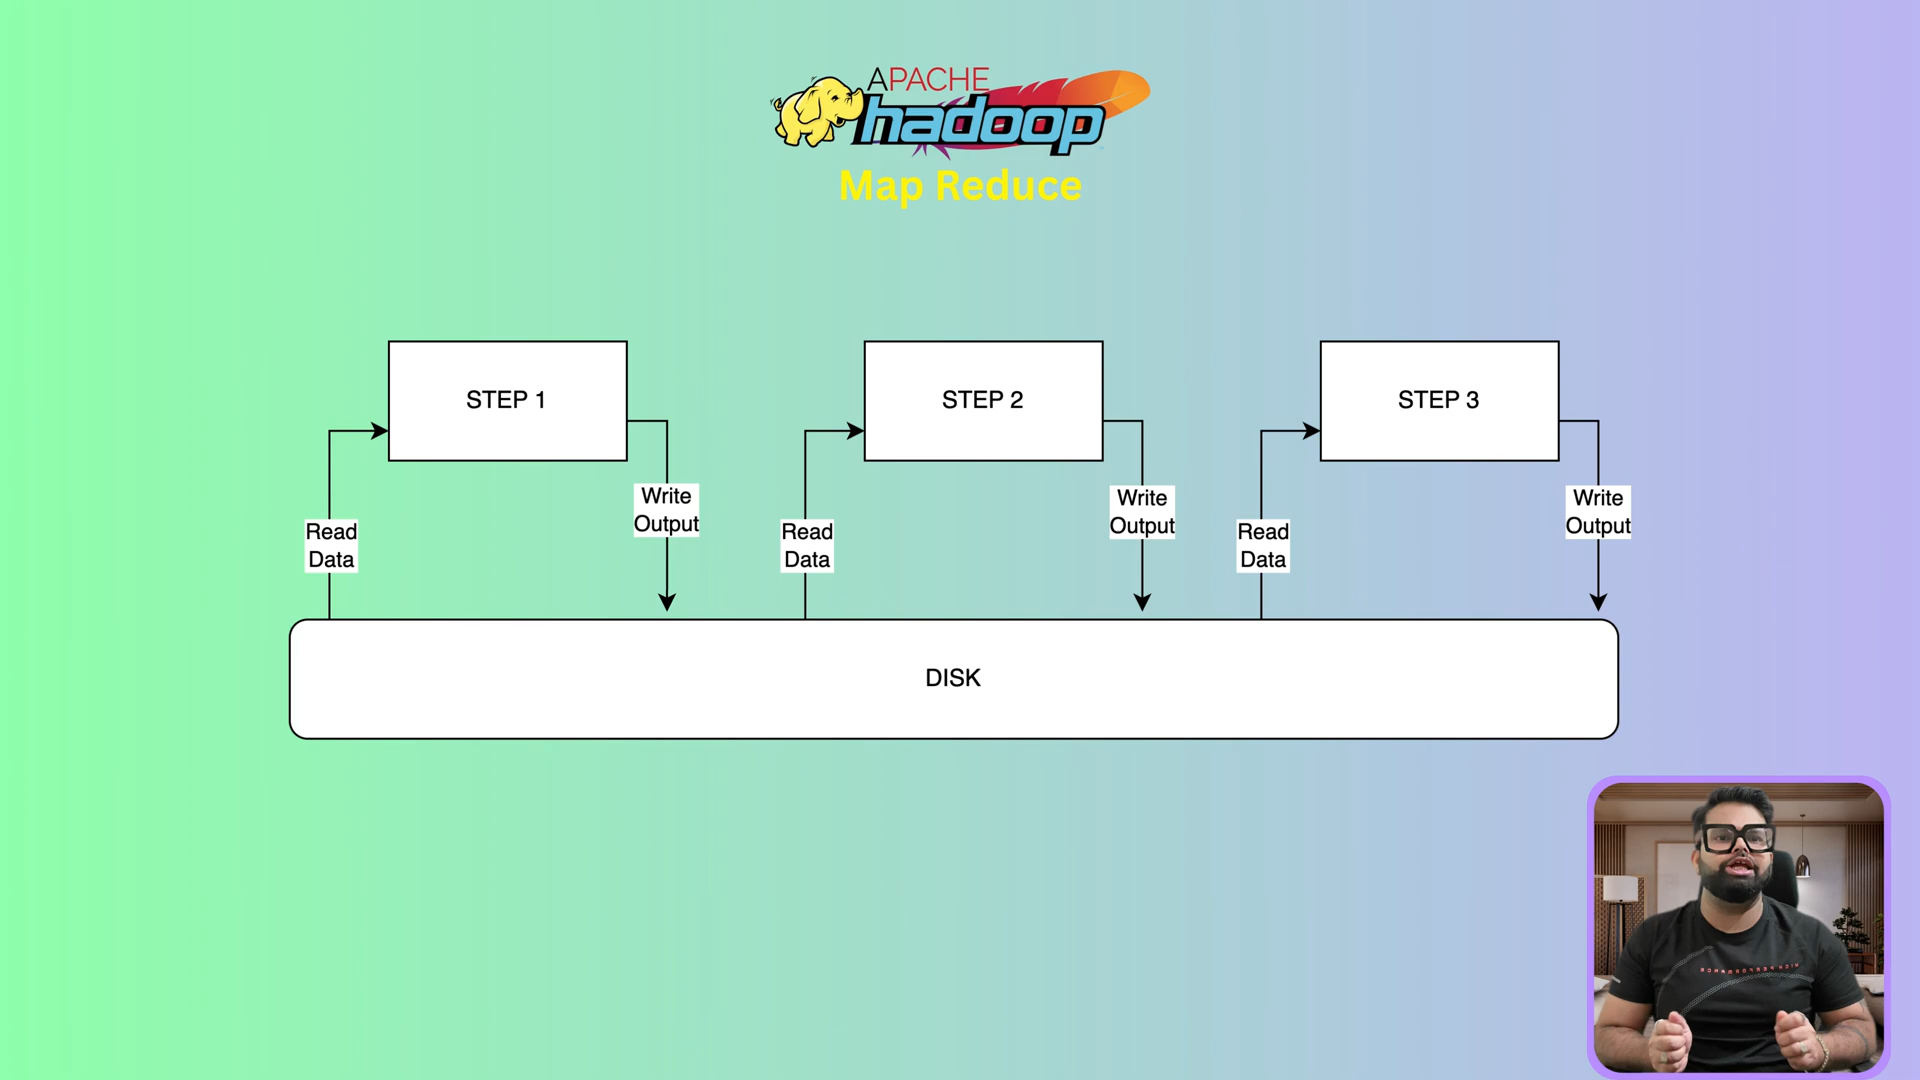 APACHE
hadoop
Map Reduce
STEP 1
STEP 2
STEP 3
Write
Output
Write
Output
Write
Output
Read
Data
Read
Data
Read
Data
DISK